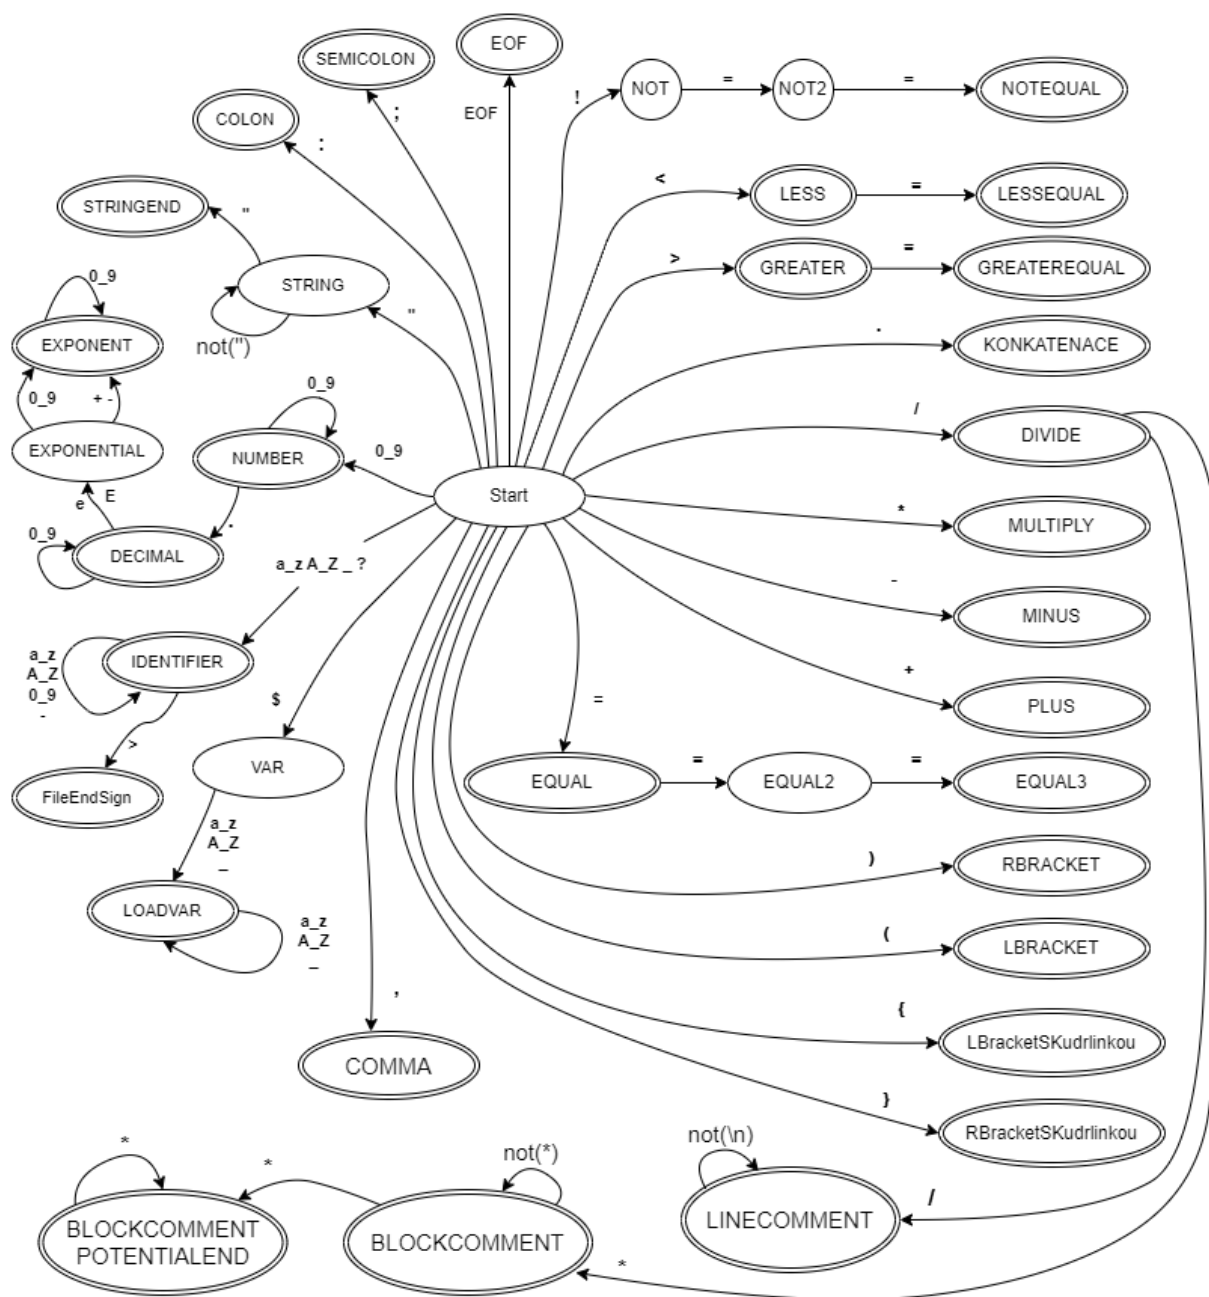 EOF
SEMICOLON
EOF
;
!
NOT
=
NOT2
=
NOTEQUAL
COLON
:
STRINGEND
"
<
LESS
=
LESSEQUAL
STRING
not(")
"
>
GREATER
=
GREATEREQUAL
0_9
EXPONENT
.
KONKATENACE
0_9
+ -
EXPONENTIAL
0_9
NUMBER
0_9
/
DIVIDE
e
E
.
Start
*
MULTIPLY
0_9
DECIMAL
a_z A_Z _ ?
-
MINUS
a_z
A_Z
0_9
-
IDENTIFIER
>
FileEndSign
$
VAR
+
PLUS
=
EQUAL
=
EQUAL2
=
EQUAL3
a_z
A_Z
_
LOADVAR
a_z
A_Z
_
)
RBRACKET
(
LBRACKET
,
COMMA
{
LBracketSKudrlinkou
}
RBracketSKudrlinkou
*
BLOCKCOMMENT
POTENTIALEND
*
not(*)
BLOCKCOMMENT
*
not(\n)
LINECOMMENT
/